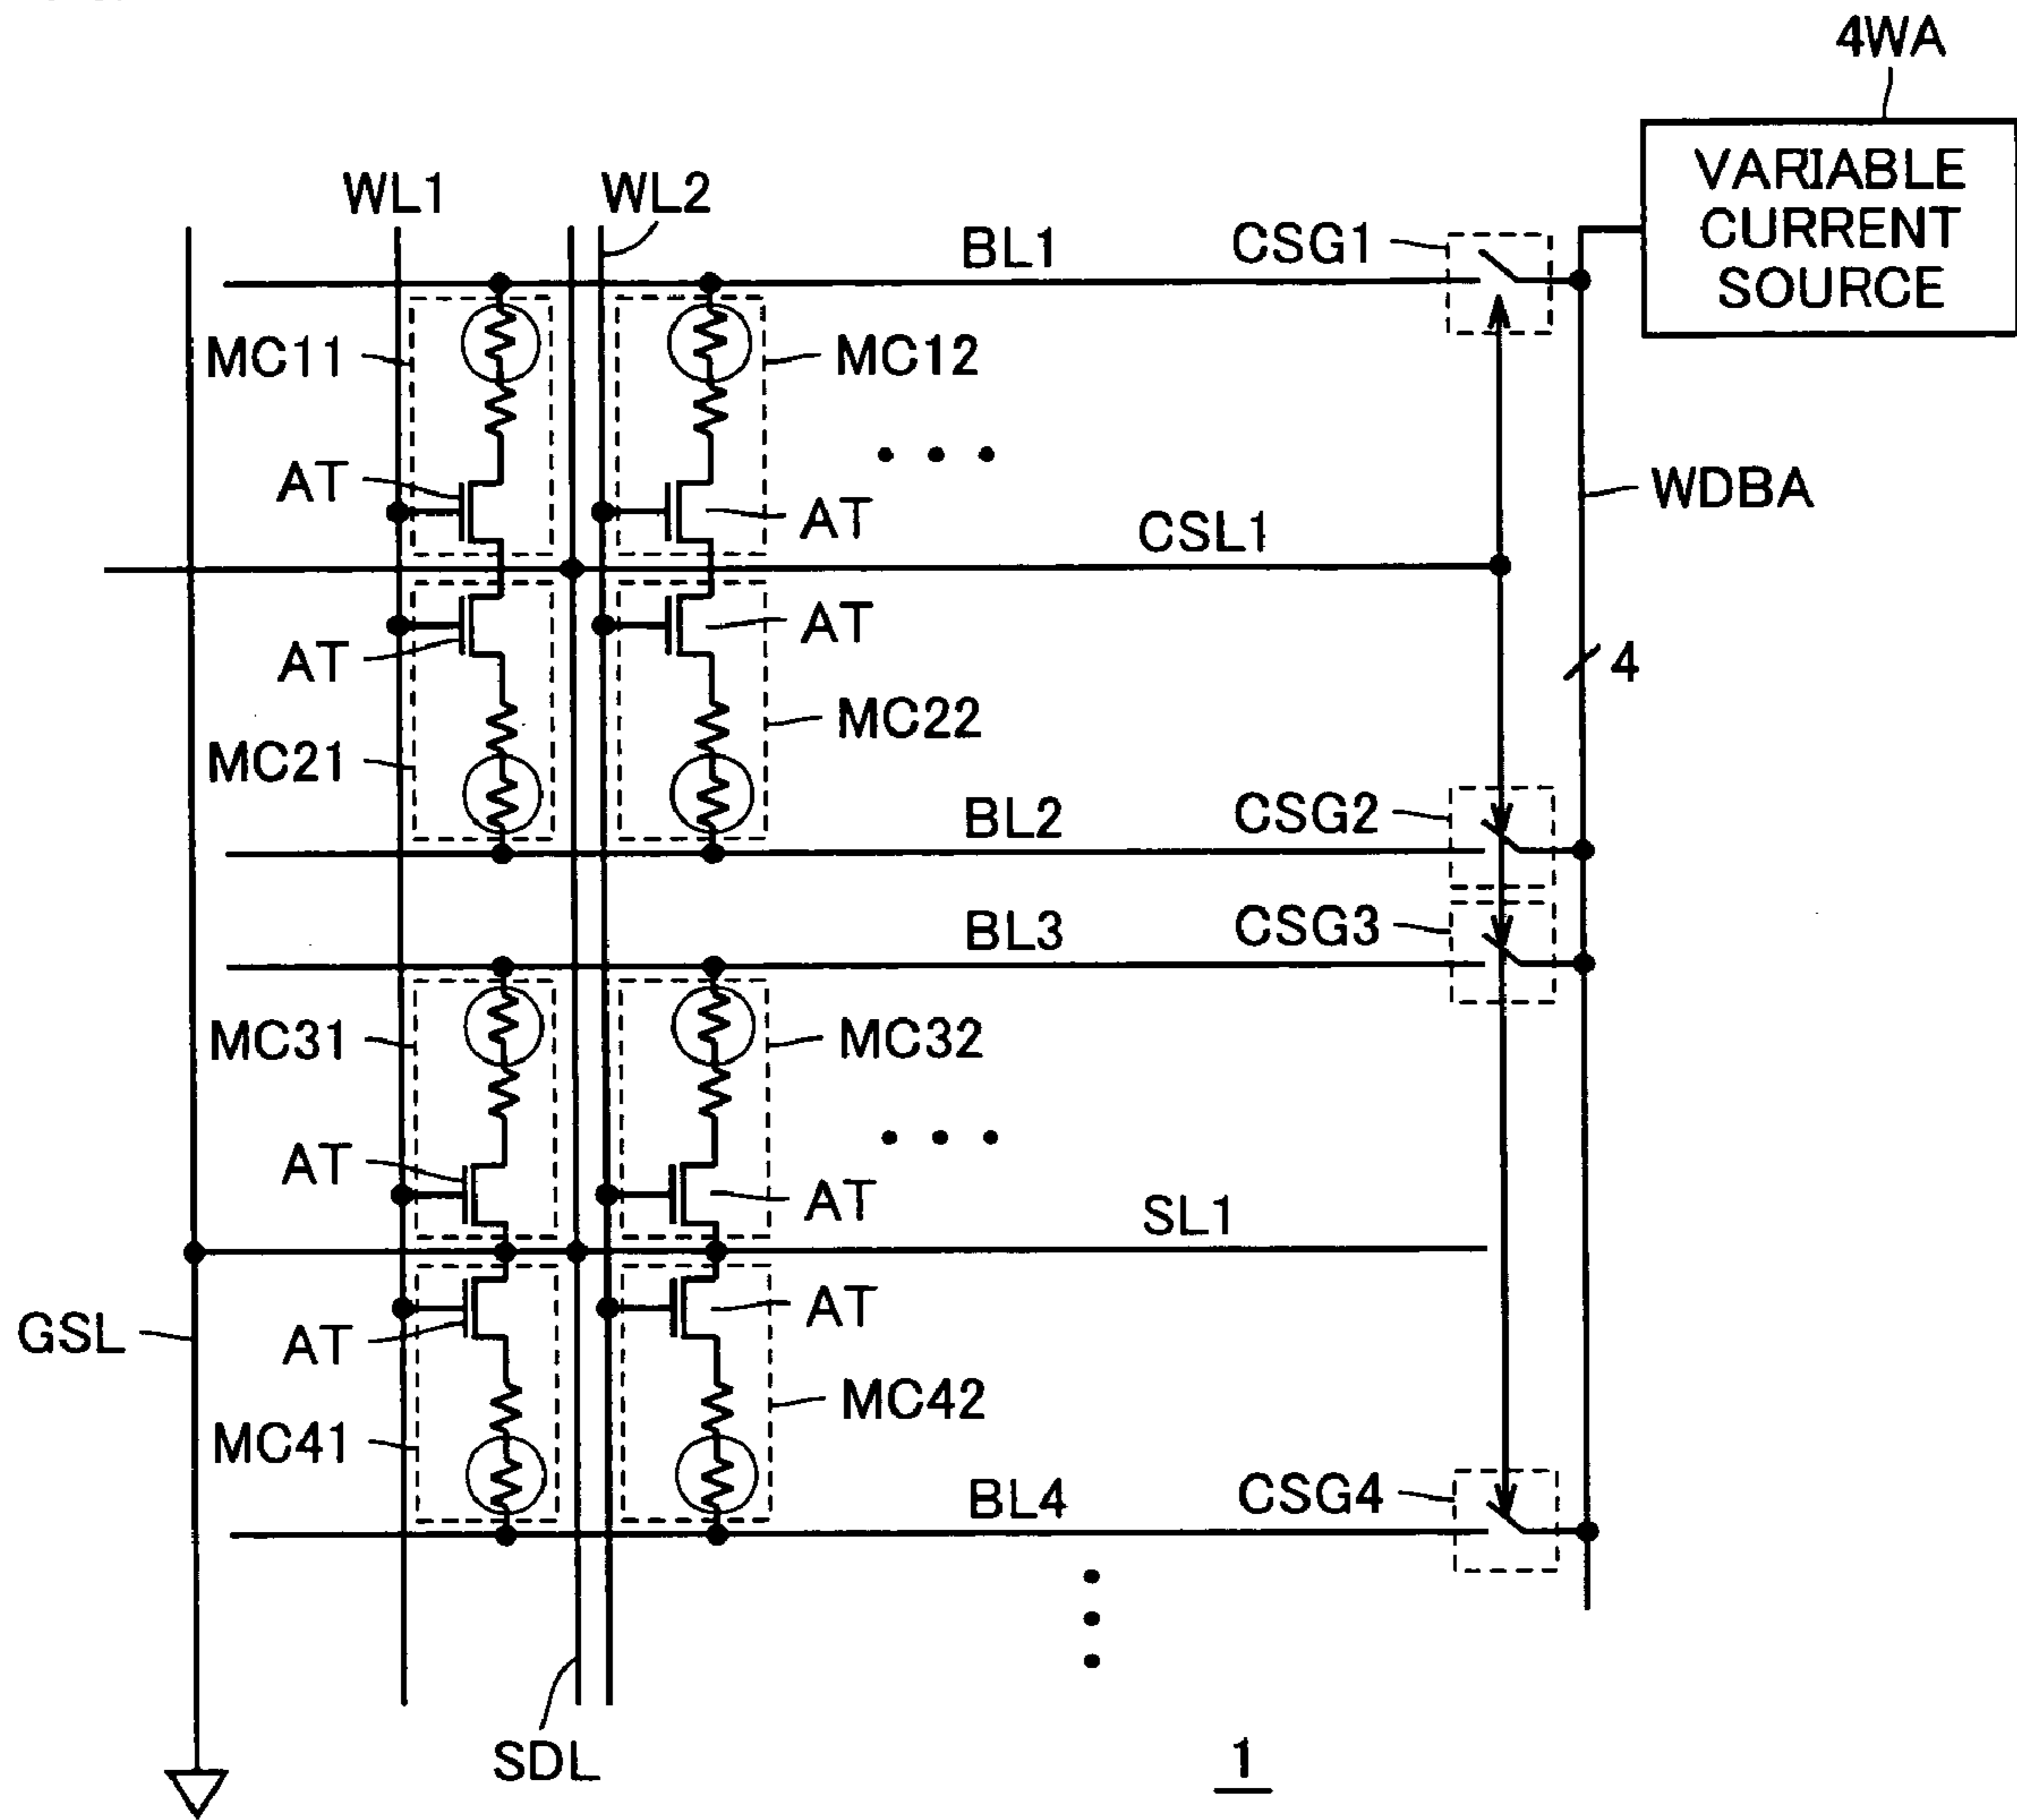 4WA
VARIABLE
CURRENT
SOURCE
WL1
WL2
BL1
CSG1
MC11
MC12
AT
AT
WDBA
CSL1
AT
AT
4
MC22
MC21
BL2
CSG2
BL3
CSG3
MC31
MC32
AT
AT
SL1
AT
GSL
AT
MC42
MC41
BL4
CSG4
SDL
1